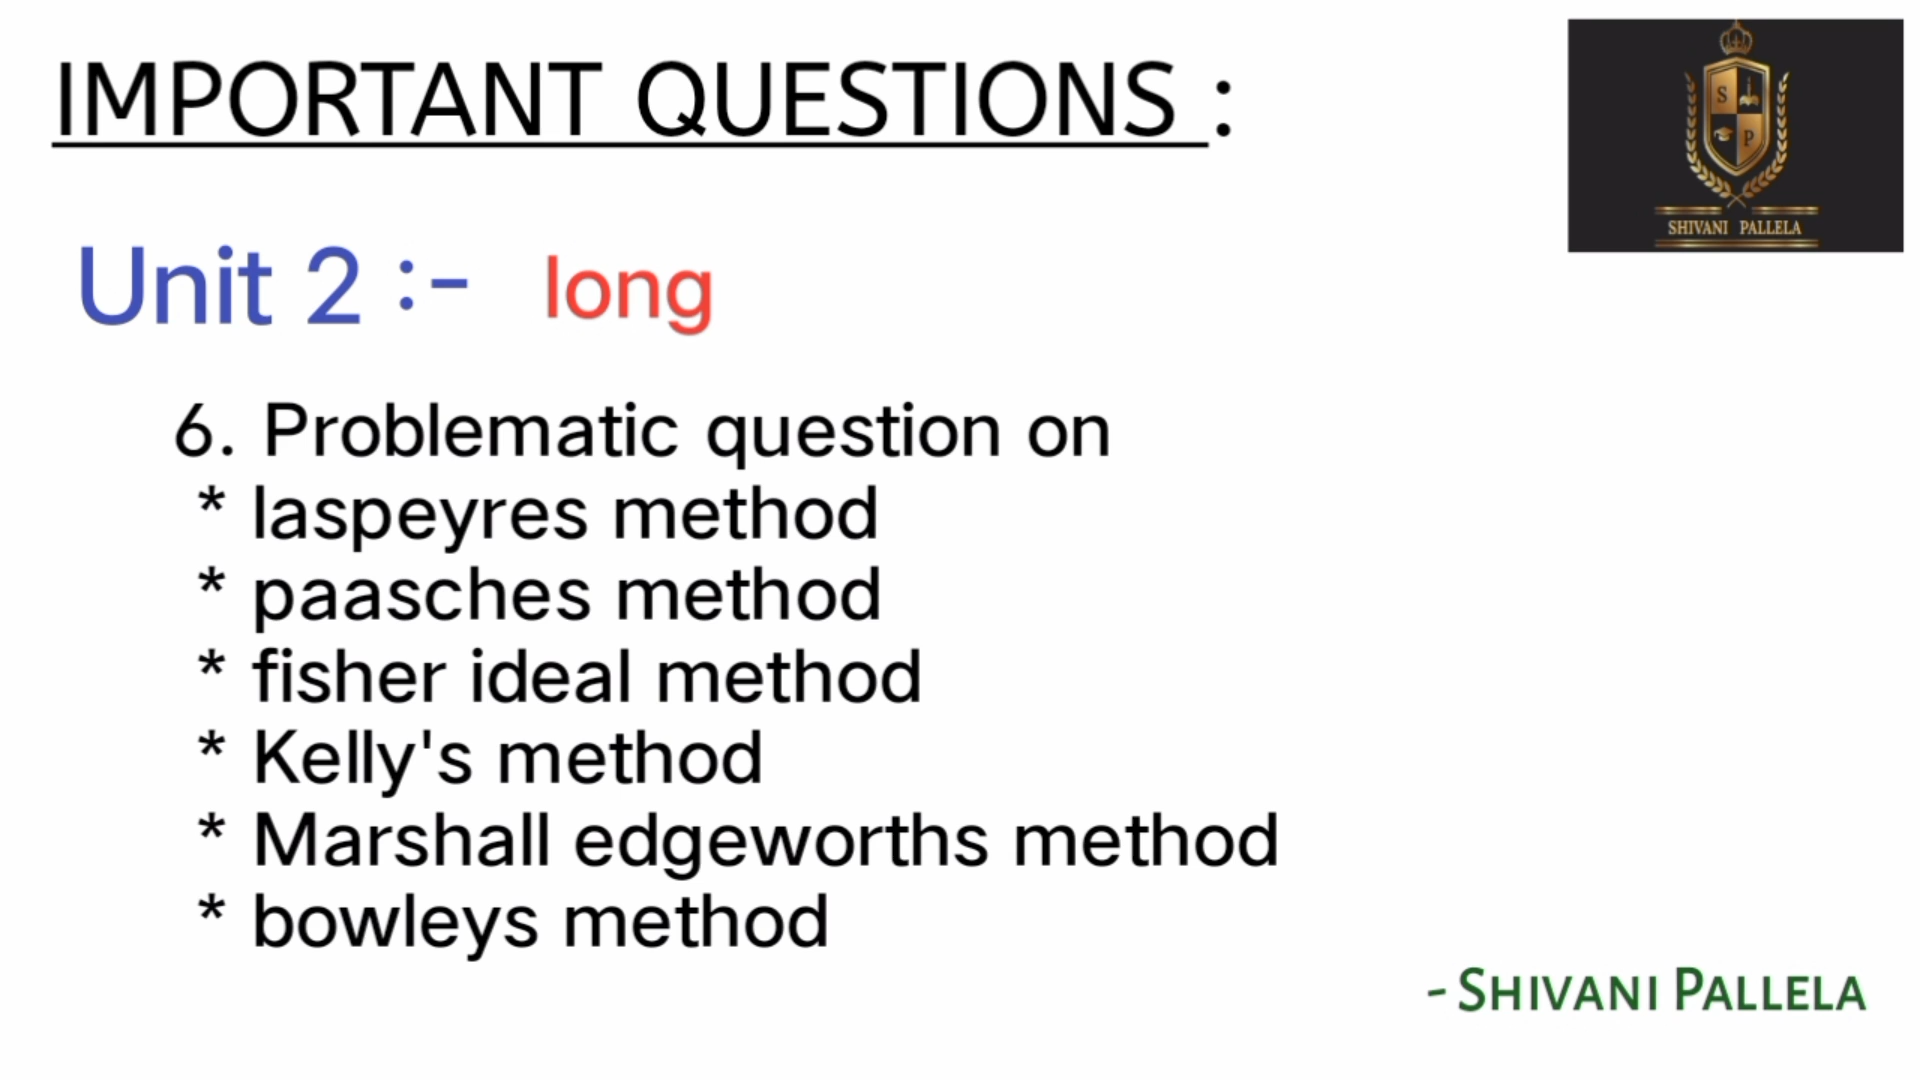 IMPORTANT QUESTIONS :
S
P
SHIVANI PALLELA
Unit 2 :- long
6. Problematic question on
* laspeyres method
* paasches method
* fisher ideal method
* Kelly's method
* Marshall edgeworths method
* bowleys method
- SHIVANI PALLELA